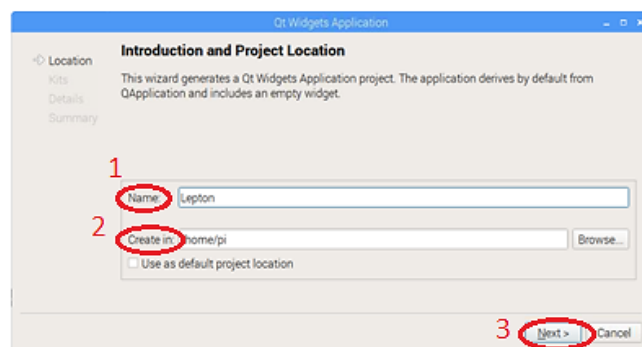 Qt Widgets Application
Location
Kits
Details
Summary
Introduction and Project Location
This wizard generates a Qt Widgets Application project. The application derives by default from
QApplication and includes an empty widget.
1
Name: Lepton
2
Create in: /home/pi Browse...
Use as default project location
3 Next > Cancel